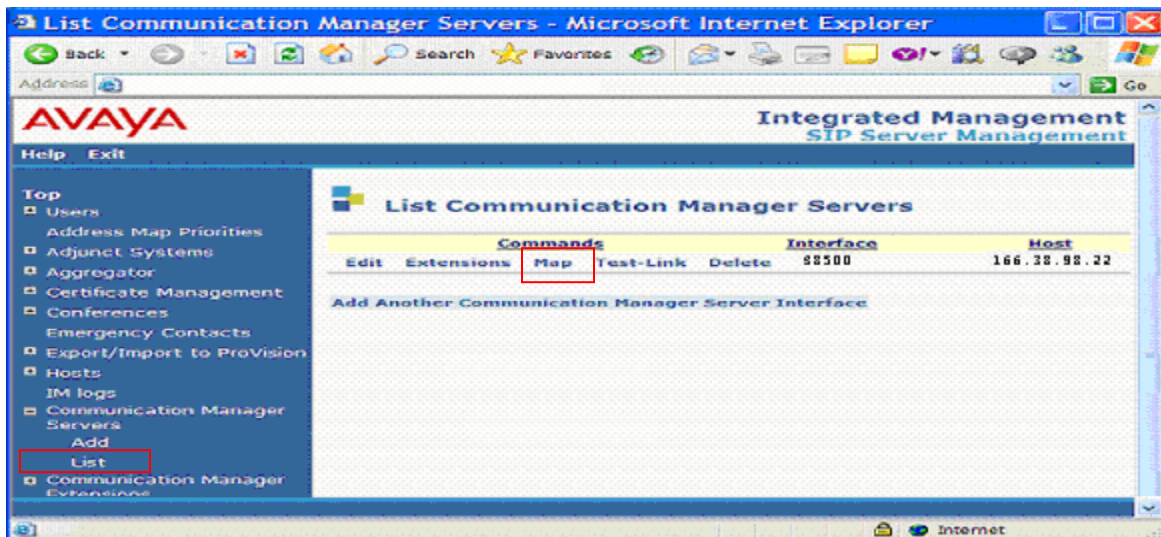 List Communication Manager Servers - Microsoft Internet Explorer
Back Search Favorites
Address Go
AVAYA
Integrated Management
SIP Server Management
Help Exit
Top
Users
Address Map Priorities
Adjunct Systems
Aggregator
Certificate Management
Conferences
Emergency Contacts
Export/Import to ProVision
Hosts
IM logs
Communication Manager
Servers
Add
List
Communication Manager
Extensions
List Communication Manager Servers
Commands Interface Host
Edit Extensions Map Test-Link Delete S8500 166.38.98.22
Add Another Communication Manager Server Interface
Internet